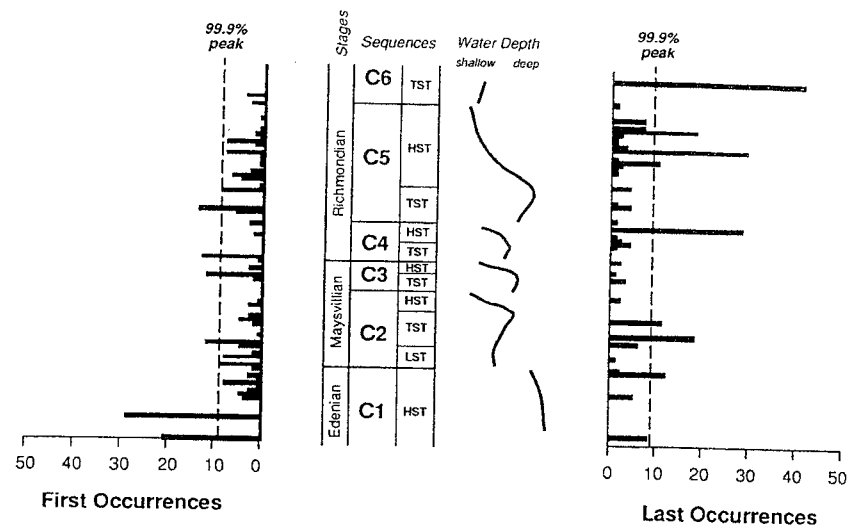 99.9%
peak
Stages
Sequences
Water Depth
shallow deep
99.9%
peak
C6
TST
Richmondian
C5
HST
TST
C4
HST
TST
Maysvillian
C3
HST
TST
C2
HST
TST
LST
Edenian
C1
HST
50 40 30 20 10 0
First Occurrences
0 10 20 30 40 50
Last Occurrences